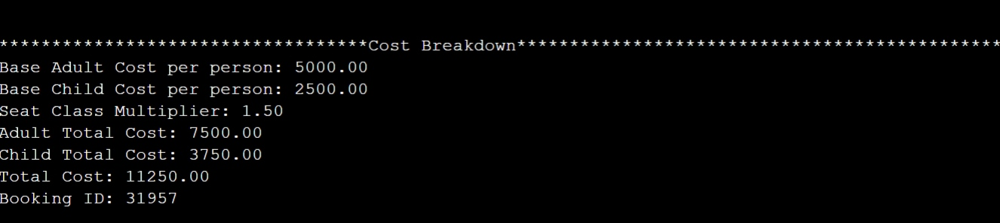 ***********************************Cost Breakdown**********************************************
Base Adult Cost per person: 5000.00
Base Child Cost per person: 2500.00
Seat Class Multiplier: 1.50
Adult Total Cost: 7500.00
Child Total Cost: 3750.00
Total Cost: 11250.00
Booking ID: 31957